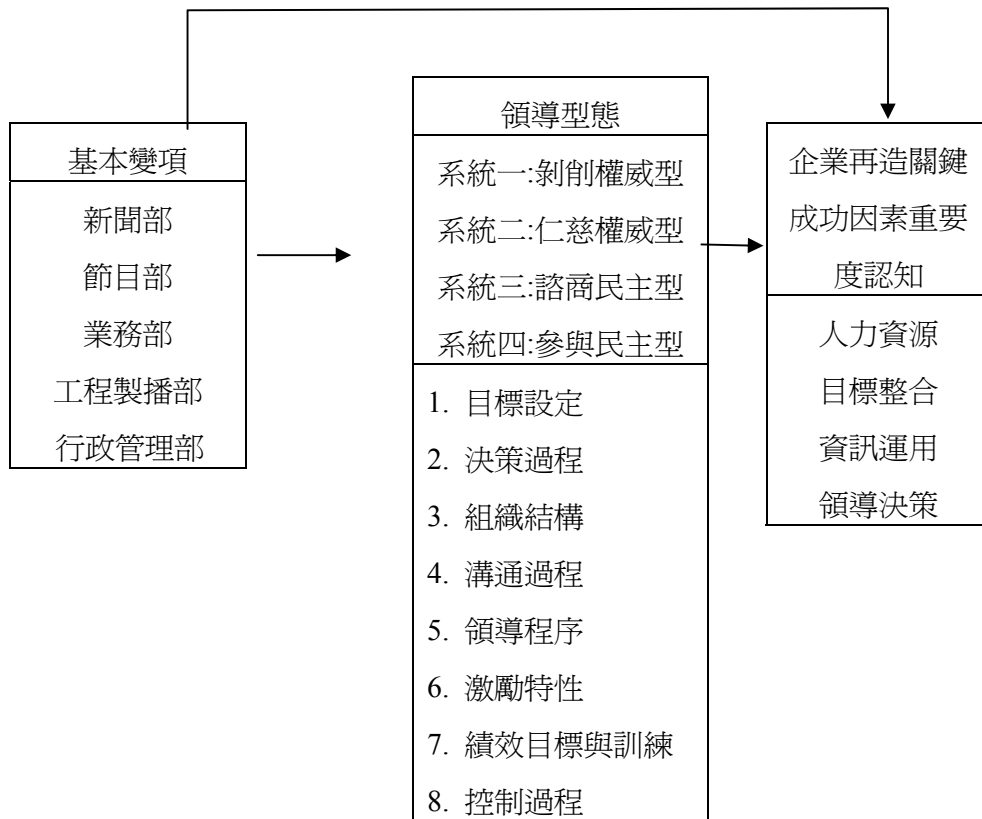 基本變項
新聞部
節目部
業務部
工程製播部
行政管理部
領導型態
系統一:剝削權威型
系統二:仁慈權威型
系統三:諮商民主型
系統四:參與民主型
1. 目標設定
2. 決策過程
3. 組織結構
4. 溝通過程
5. 領導程序
6. 激勵特性
7. 績效目標與訓練
8. 控制過程
企業再造關鍵
成功因素重要
度認知
人力資源
目標整合
資訊運用
領導決策